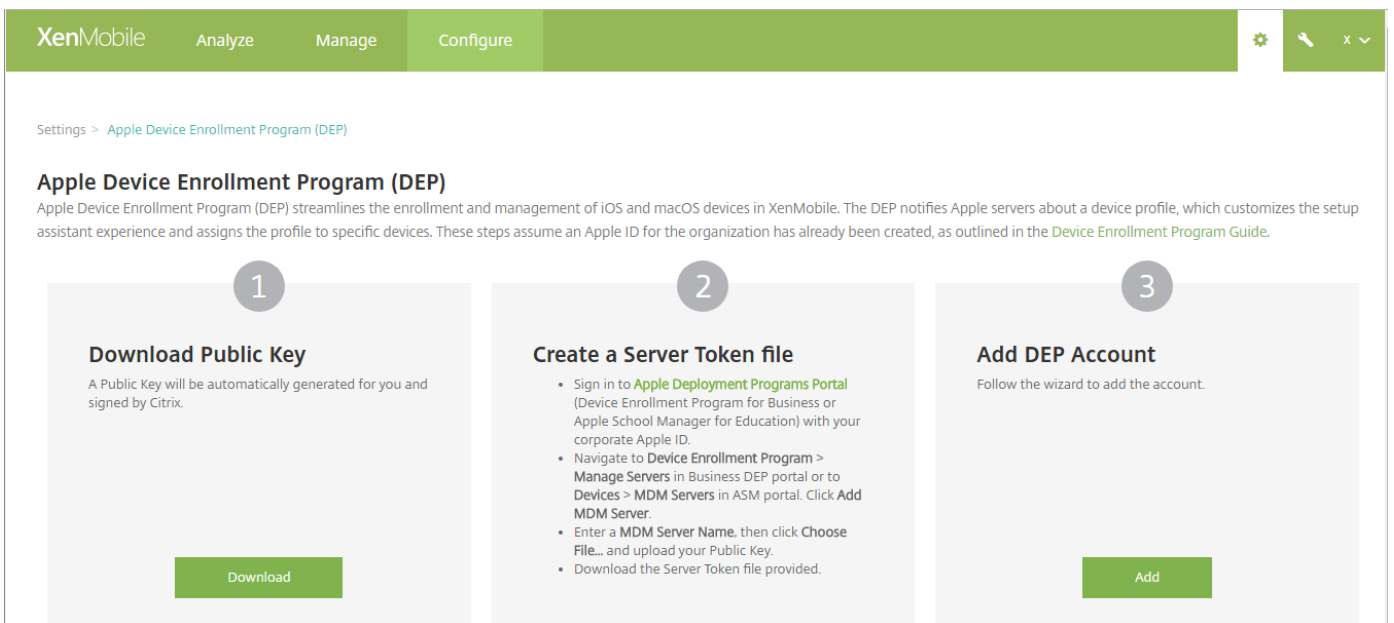 XenMobile Analyze Manage Configure X
Settings > Apple Device Enrollment Program (DEP)
Apple Device Enrollment Program (DEP)
Apple Device Enrollment Program (DEP) streamlines the enrollment and management of iOS and macOS devices in XenMobile. The DEP notifies Apple servers about a device profile, which customizes the setup
assistant experience and assigns the profile to specific devices. These steps assume an Apple ID for the organization has already been created, as outlined in the Device Enrollment Program Guide.
1
Download Public Key
A Public Key will be automatically generated for you and
signed by Citrix.
Download
2
Create a Server Token file
• Sign in to Apple Deployment Programs Portal
(Device Enrollment Program for Business or
Apple School Manager for Education) with your
corporate Apple ID.
• Navigate to Device Enrollment Program >
Manage Servers in Business DEP portal or to
Devices > MDM Servers in ASM portal. Click Add
MDM Server.
• Enter a MDM Server Name, then click Choose
File... and upload your Public Key.
• Download the Server Token file provided.
3
Add DEP Account
Follow the wizard to add the account.
Add